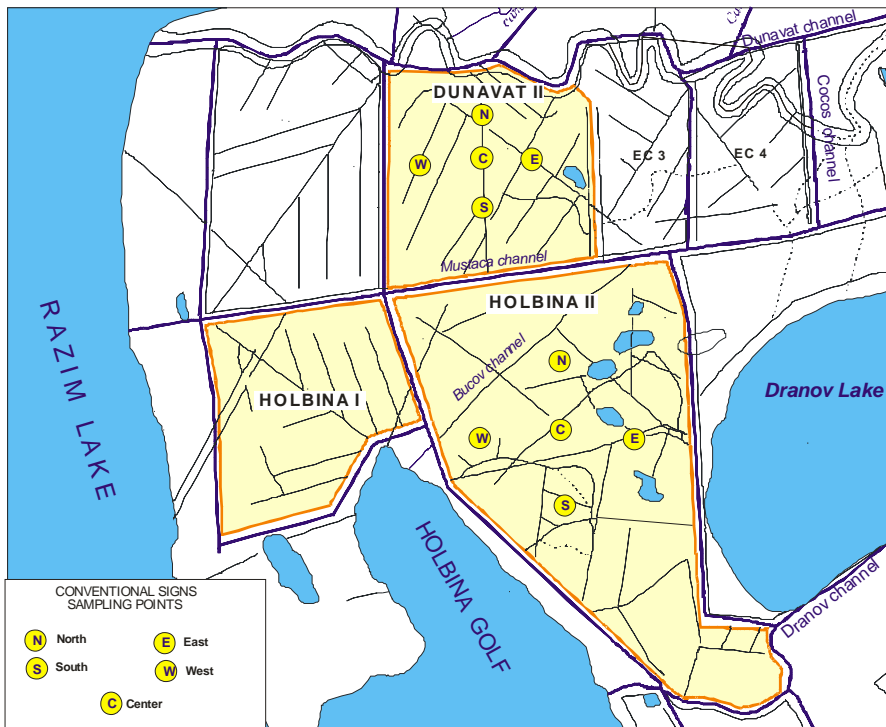 Dunavat channel
DUNAVAT II
N
W
C
E
S
EC 3
EC 4
Cocos channel
Mustaca channel
HOLBINA II
RAZIM LAKE
Bucov channel
N
HOLBINA I
Dranov Lake
W
C
E
S
HOLBINA GOLF
Dranov channel
CONVENTIONAL SIGNS
SAMPLING POINTS
N North
E East
S South
W West
C Center